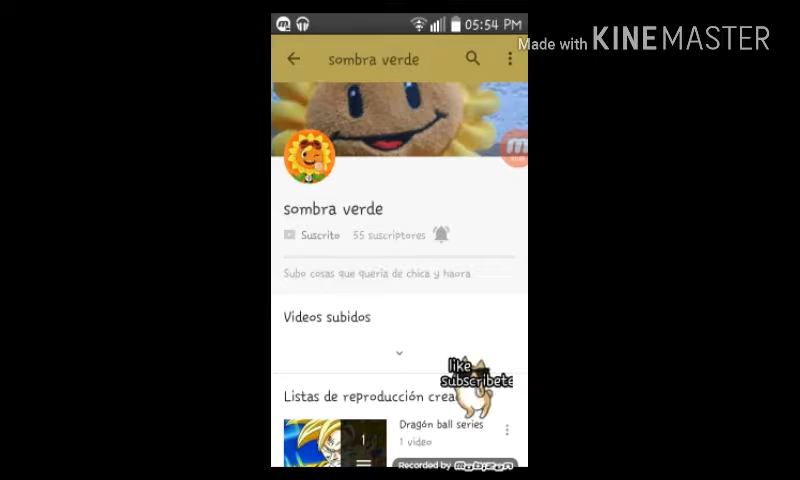 05:54 PM
Made with KINEMASTER
sombra verde
sombra verde
Suscrito 55 suscriptores
Subo cosas que queria de chica y haora
Videos subidos
like
subscribete
Listas de reproducción crea
Dragón ball series
1
1 video
Recorded by mobizen